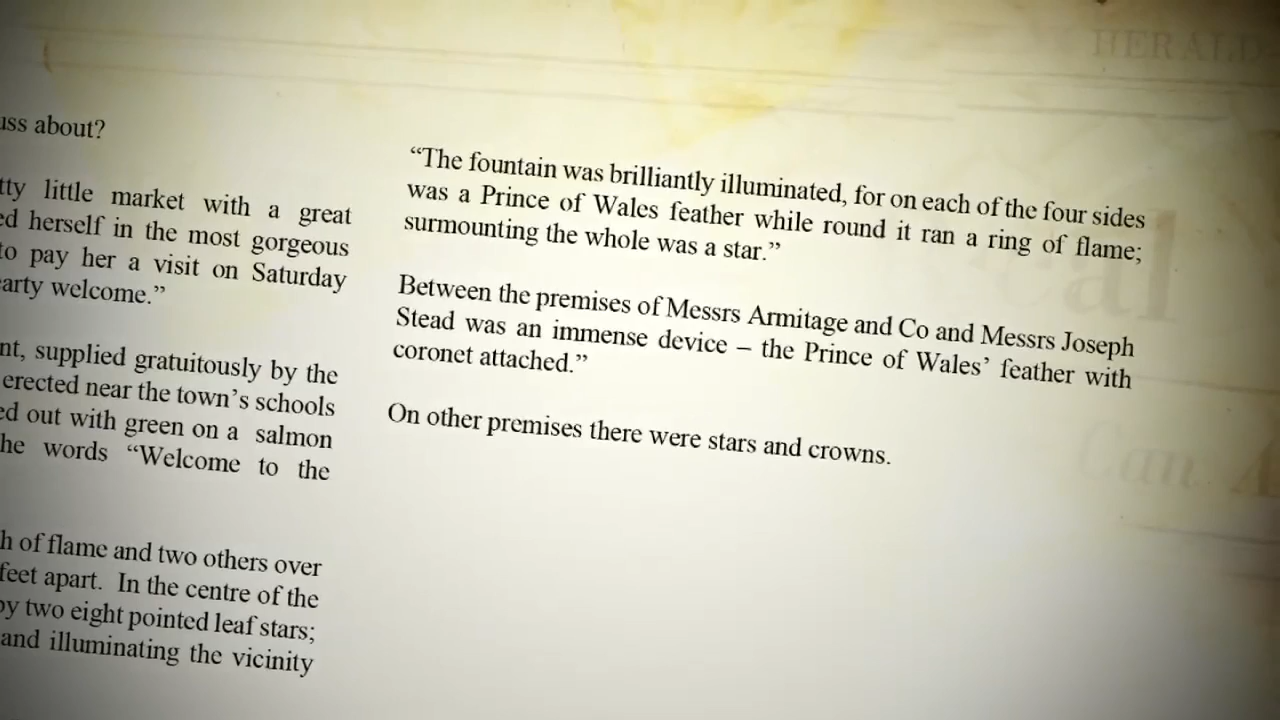 HERALD
uss about?
tty little market with a great
ed herself in the most gorgeous
to pay her a visit on Saturday
earty welcome.”
nt, supplied gratuitously by the
erected near the town’s schools
ed out with green on a salmon
he words “Welcome to the
h of flame and two others over
feet apart. In the centre of the
by two eight pointed leaf stars;
and illuminating the vicinity
“The fountain was brilliantly illuminated, for on each of the four sides
was a Prince of Wales feather while round it ran a ring of flame;
surmounting the whole was a star.”
Between the premises of Messrs Armitage and Co and Messrs Joseph
Stead was an immense device – the Prince of Wales’ feather with
coronet attached.”
On other premises there were stars and crowns.
eal
Can A